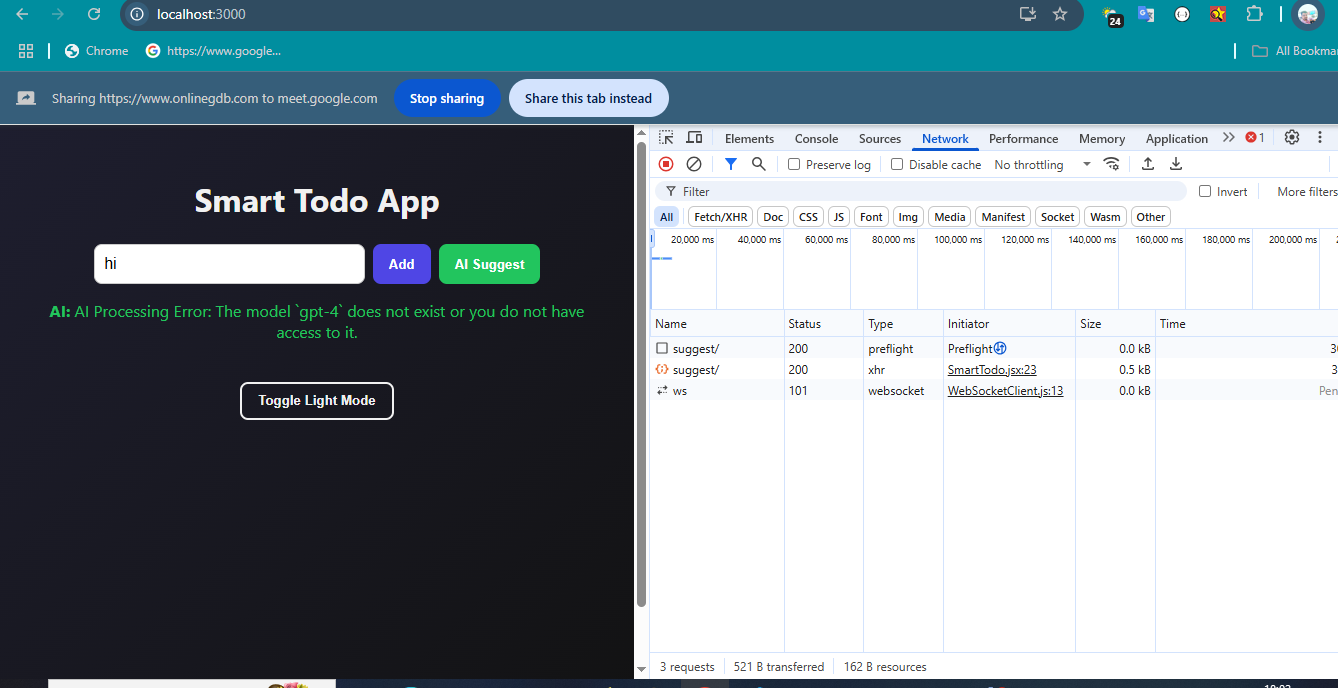 localhost:3000
24
Chrome
https://www.google...
All Bookma
Sharing https://www.onlinegdb.com to meet.google.com
Stop sharing
Share this tab instead
Elements Console Sources Network Performance Memory Application 1
Preserve log Disable cache No throttling
Filter Invert More filters
All Fetch/XHR Doc CSS JS Font Img Media Manifest Socket Wasm Other
20,000 ms 40,000 ms 60,000 ms 80,000 ms 100,000 ms 120,000 ms 140,000 ms 160,000 ms 180,000 ms 200,000 ms
Name Status Type Initiator Size Time
suggest/ 200 preflight Preflight 0.0 kB
suggest/ 200 xhr SmartTodo.jsx:23 0.5 kB
ws 101 websocket WebSocketClient.js:13 0.0 kB Pen
3 requests 521 B transferred 162 B resources
Smart Todo App
hi
Add
AI Suggest
AI: AI Processing Error: The model `gpt-4` does not exist or you do not have
access to it.
Toggle Light Mode